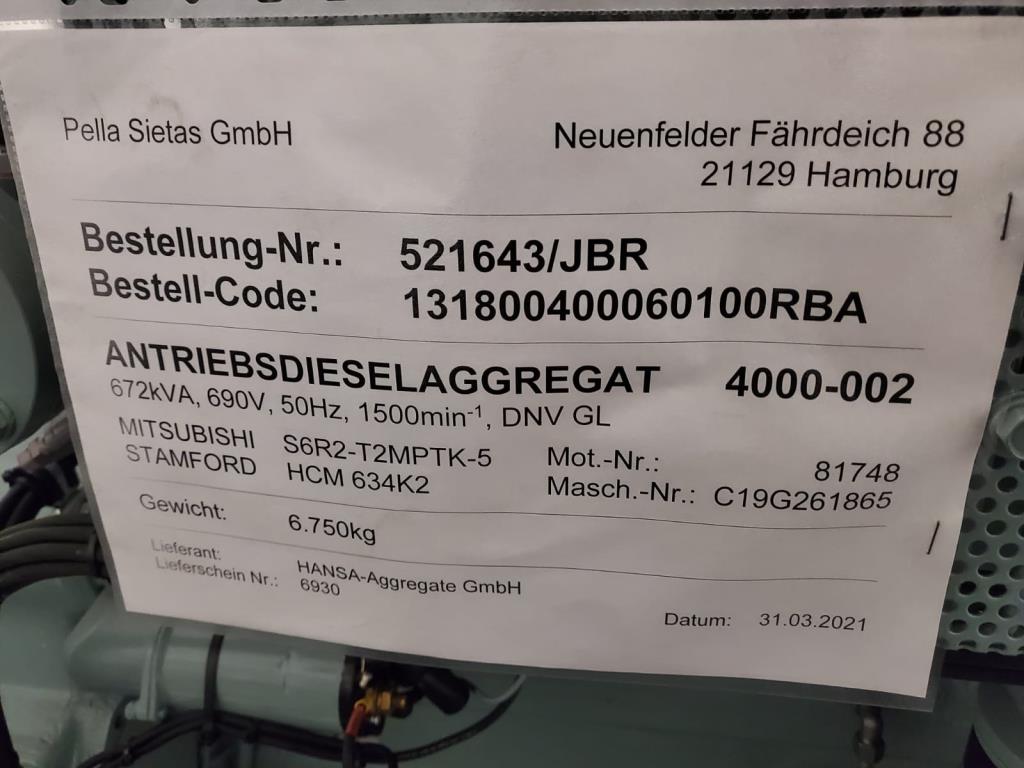 Pella Sietas GmbH
Neuenfelder Fährdeich 88
21129 Hamburg
Bestellung-Nr.: 521643/JBR
Bestell-Code: 131800400060100RBA
ANTRIEBSDIESELAGGREGAT 4000-002
672kVA, 690V, 50Hz, 1500min⁻¹, DNV GL
MITSUBISHI S6R2-T2MPTK-5 Mot.-Nr.: 81748
STAMFORD HCM 634K2 Masch.-Nr.: C19G261865
Gewicht: 6.750kg
Lieferant: HANSA-Aggregate GmbH
Lieferschein Nr.: 6930
Datum: 31.03.2021